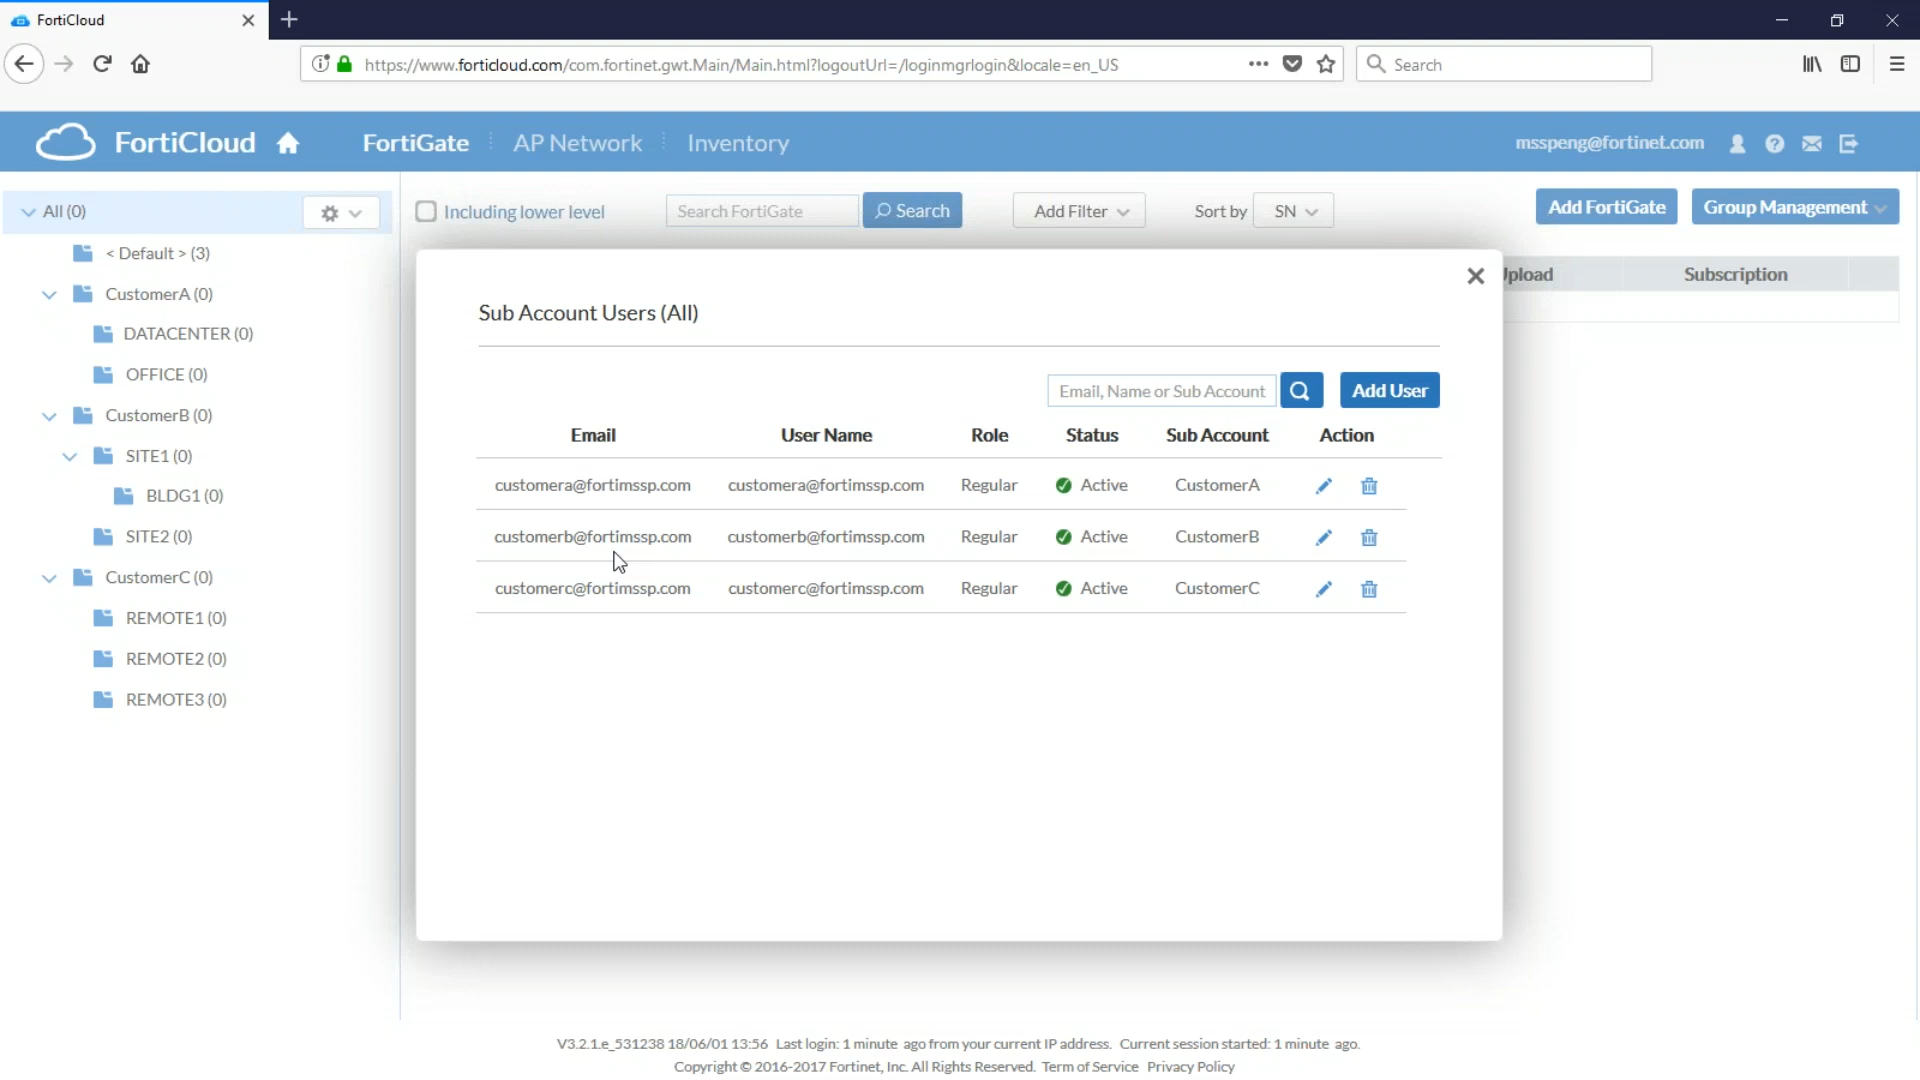 FortiCloud
https://www.forticloud.com/com.fortinet.gwt.Main/Main.html?logoutUrl=/loginmgrlogin&locale=en_US
Search
FortiCloud FortiGate AP Network Inventory msspeng@fortinet.com
All (0)
Including lower level Search FortiGate Search Add Filter Sort by SN Add FortiGate Group Management
< Default > (3)
CustomerA (0)
DATACENTER (0)
OFFICE (0)
CustomerB (0)
SITE1 (0)
BLDG1 (0)
SITE2 (0)
CustomerC (0)
REMOTE1 (0)
REMOTE2 (0)
REMOTE3 (0)
Upload Subscription
Sub Account Users (All)
Email, Name or Sub Account Add User
Email User Name Role Status Sub Account Action
customera@fortimssp.com customera@fortimssp.com Regular Active CustomerA
customerb@fortimssp.com customerb@fortimssp.com Regular Active CustomerB
customerc@fortimssp.com customerc@fortimssp.com Regular Active CustomerC
V3.2.1.e_531238 18/06/01 13:56 Last login: 1 minute ago from your current IP address. Current session started: 1 minute ago.
Copyright © 2016-2017 Fortinet, Inc. All Rights Reserved. Term of Service Privacy Policy